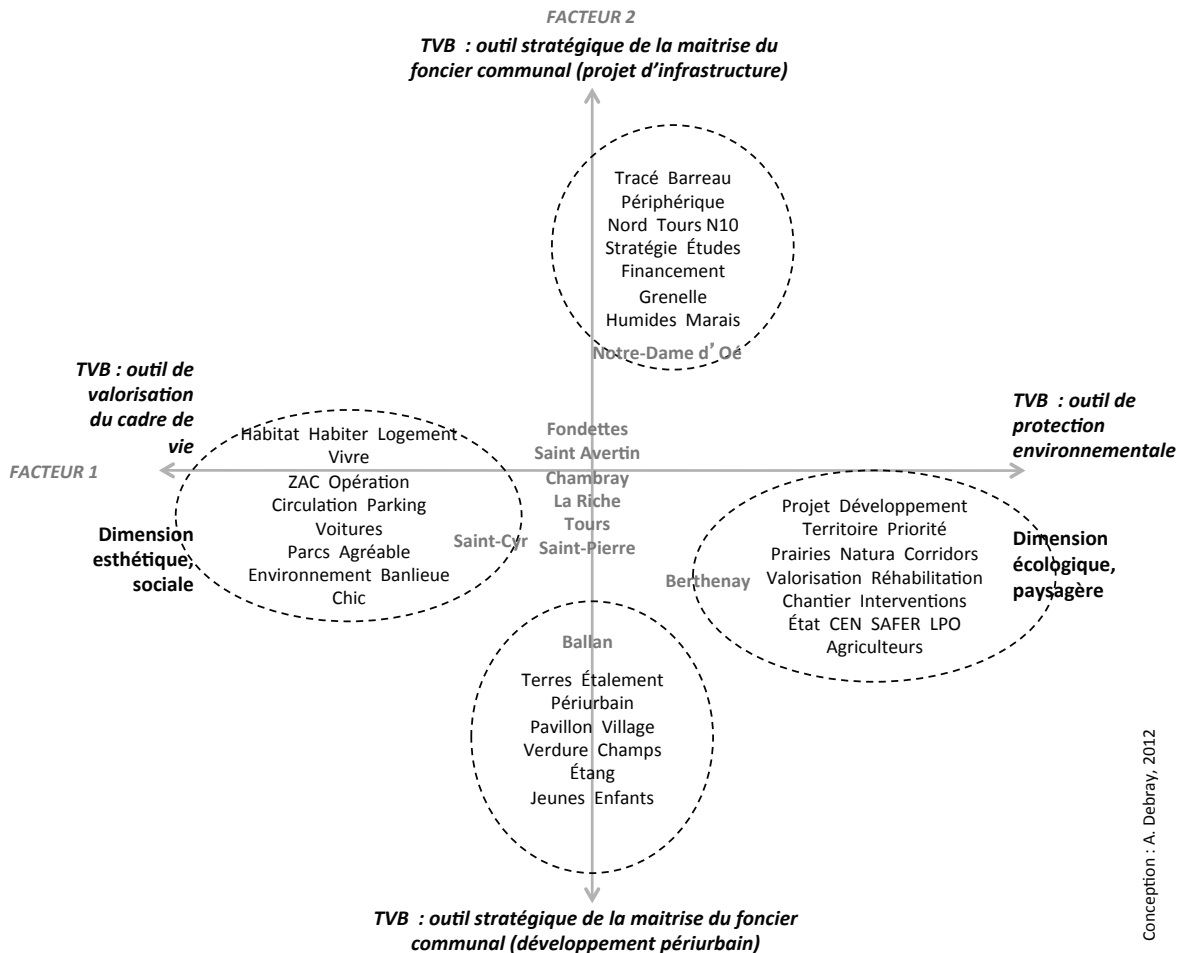 FACTEUR 2
TVB : outil stratégique de la maitrise du
foncier communal (projet d'infrastructure)
Tracé Barreau
Périphérique
Nord Tours N10
Stratégie Études
Financement
Grenelle
Humides Marais
Notre-Dame d' Oé
TVB : outil de
valorisation
du cadre de
vie
FACTEUR 1
Dimension
esthétique,
sociale
Habitat Habiter Logement
Vivre
ZAC Opération
Circulation Parking
Voitures
Parcs Agréable
Environnement Banlieue
Chic
Saint-Cyr
Fondettes
Saint Avertin
Chambray
La Riche
Tours
Saint-Pierre
TVB : outil de
protection
environnementale
Projet Développement
Territoire Priorité
Prairies Natura Corridors
Valorisation Réhabilitation
Chantier Interventions
État CEN SAFER LPO
Agriculteurs
Berthenay
Dimension
écologique,
paysagère
Ballan
Terres Étalement
Périurbain
Pavillon Village
Verdure Champs
Étang
Jeunes Enfants
TVB : outil stratégique de la maitrise du foncier
communal (développement périurbain)
Conception : A. Debray, 2012